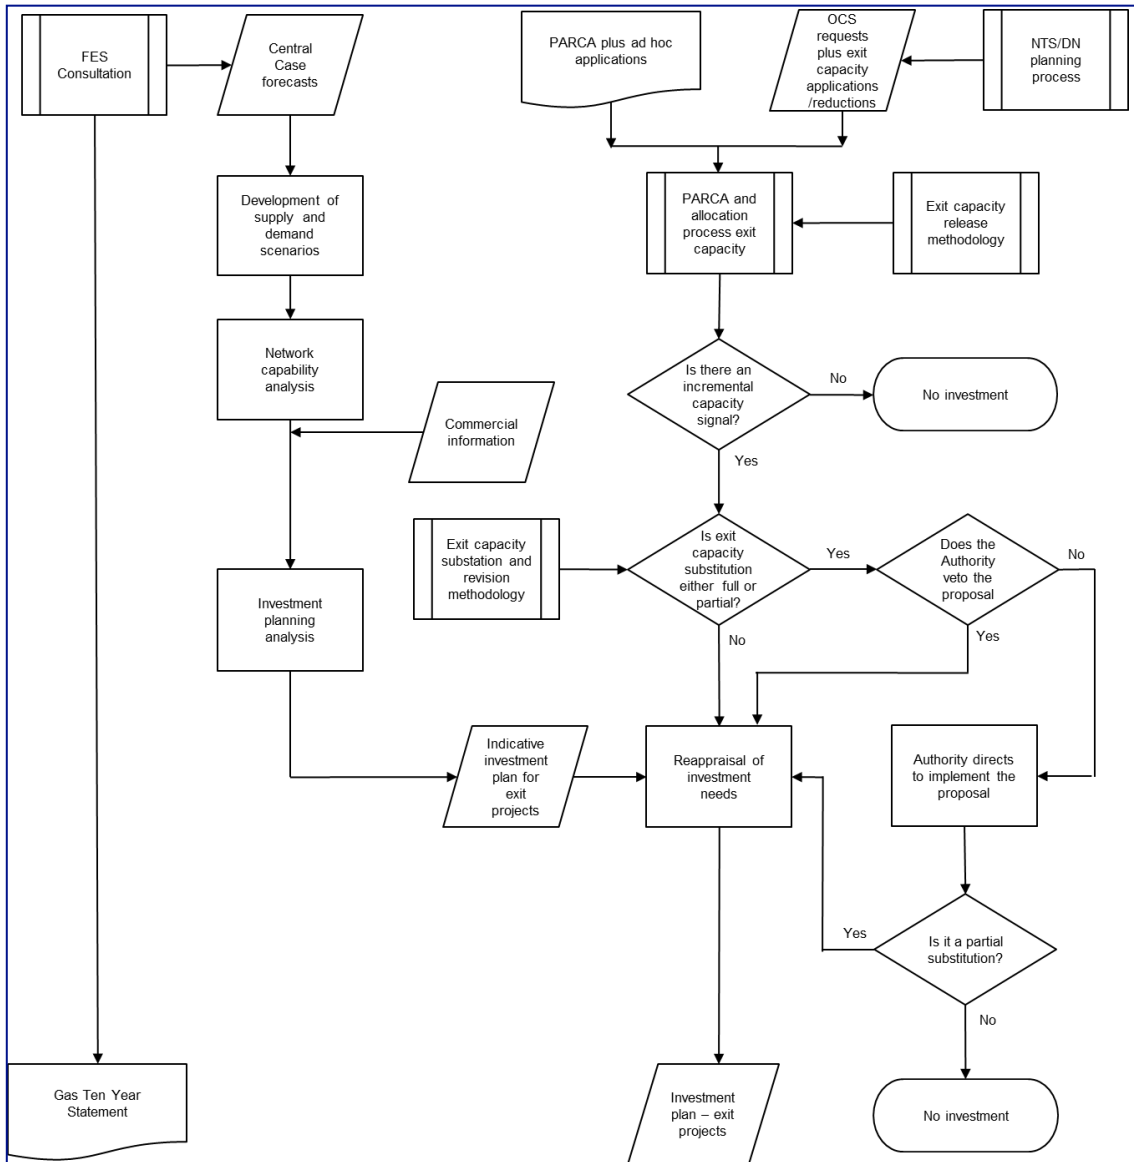 FES
Consultation
Central
Case
forecasts
PARCA plus ad hoc
applications
OCS
requests
plus exit
capacity
applications
/reductions
NTS/DN
planning
process
Development of
supply and
demand
scenarios
PARCA and
allocation
process exit
capacity
Exit capacity
release
methodology
Network
capability
analysis
Is there an
incremental
capacity
signal?
No
No investment
Commercial
information
Yes
Exit capacity
substation and
revision
methodology
Is exit
capacity
substitution
either full or
partial?
Yes
Does the
Authority
veto the
proposal
No
Investment
planning
analysis
No
Yes
Indicative
investment
plan for
exit
projects
Reappraisal of
investment
needs
Authority directs
to implement the
proposal
Yes
Is it a partial
substitution?
No
Gas Ten Year
Statement
Investment
plan – exit
projects
No investment